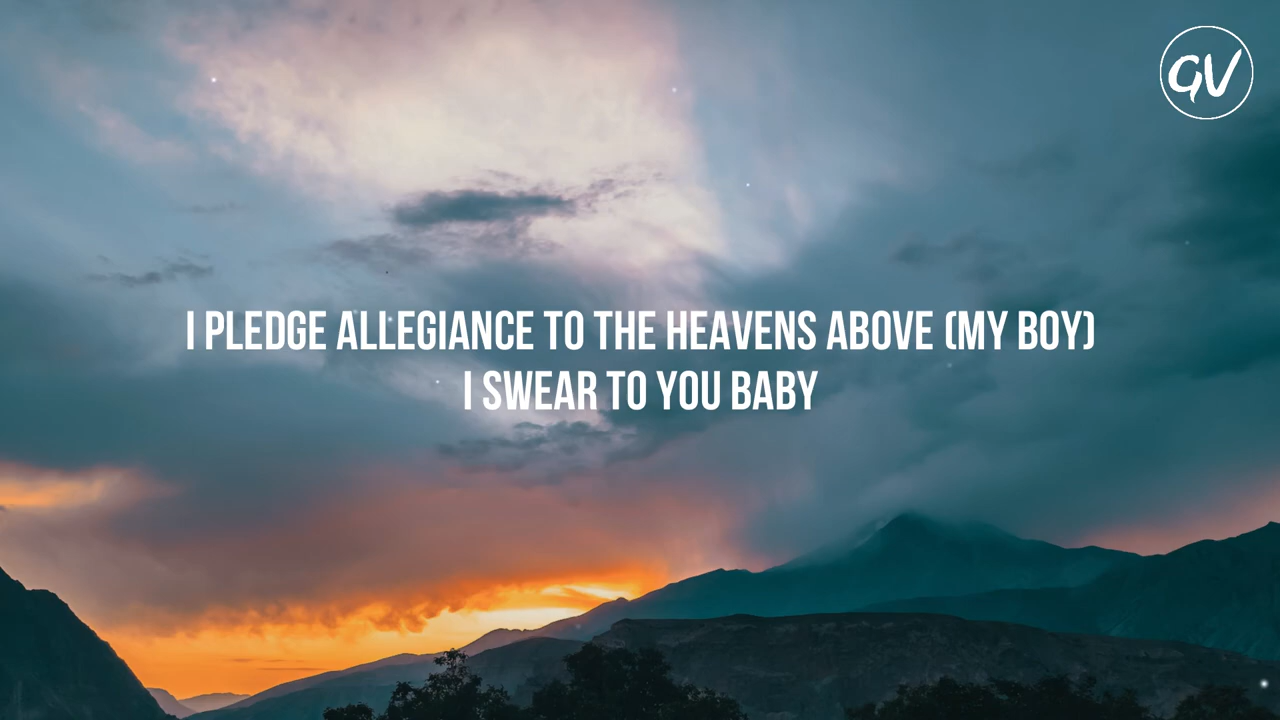 GV
I PLEDGE ALLEGIANCE TO THE HEAVENS ABOVE (MY BOY)
I SWEAR TO YOU BABY